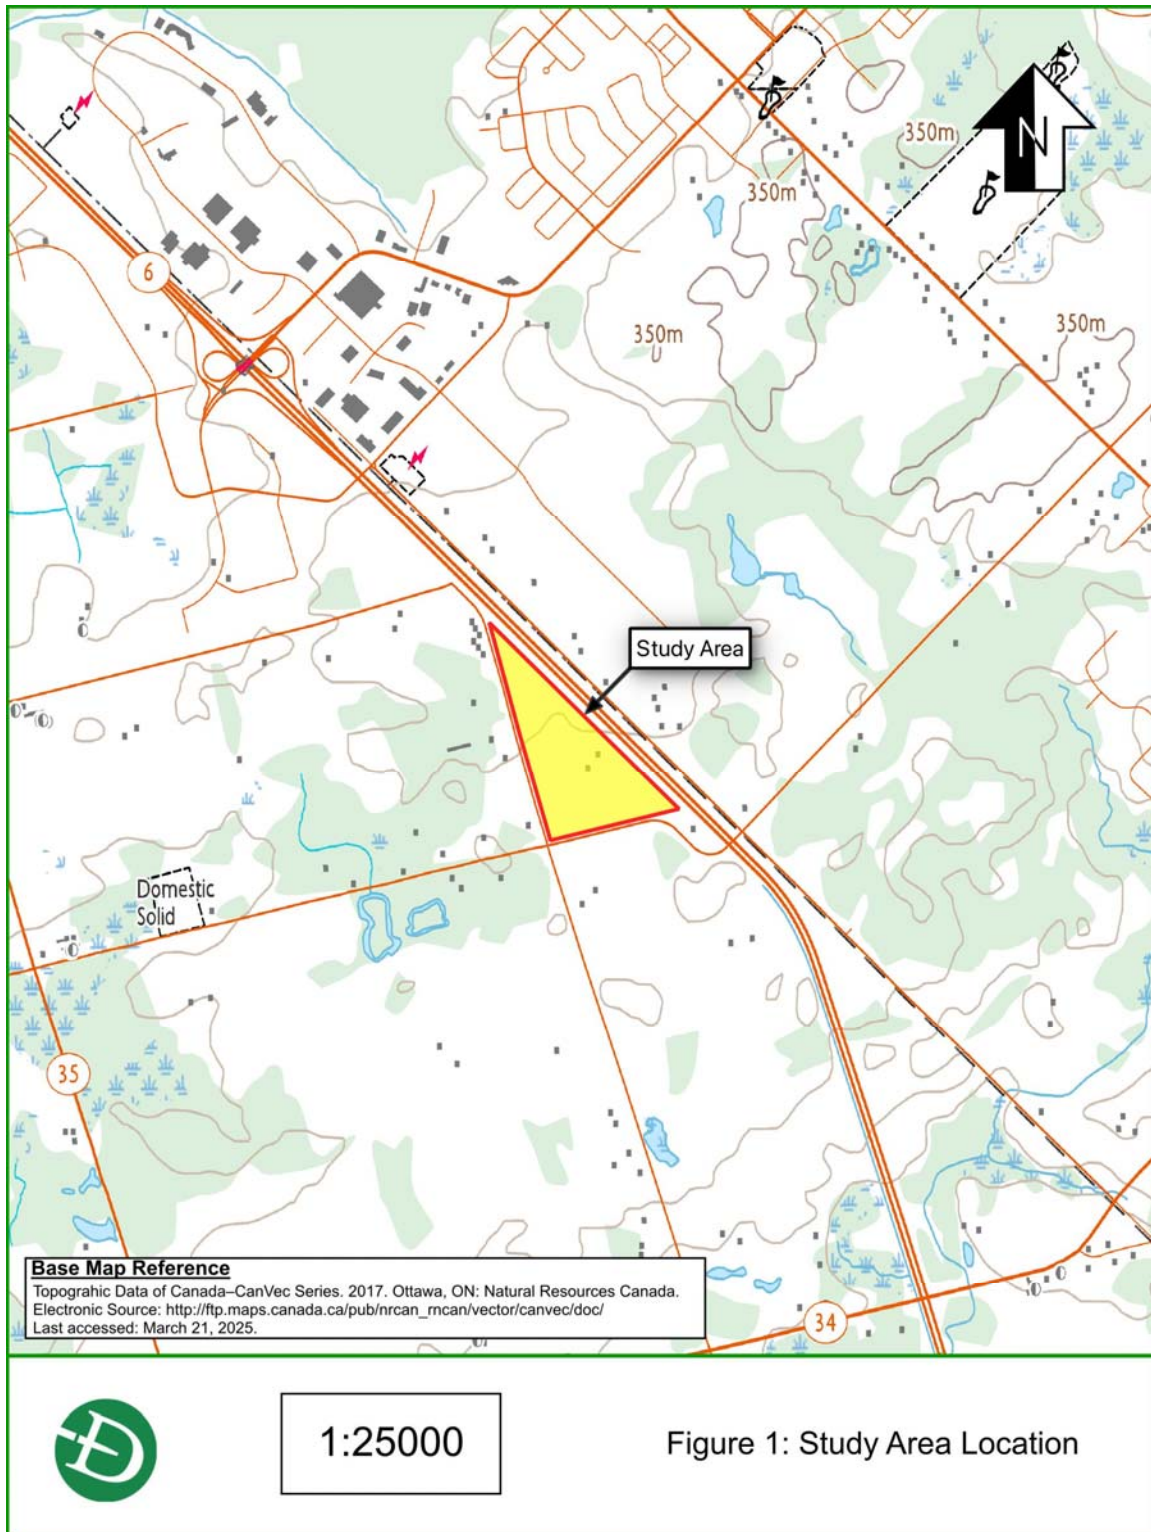 N
350m
350m
6
350m
350m
Study Area
Domestic
Solid
35
Base Map Reference
Topograhic Data of Canada–CanVec Series. 2017. Ottawa, ON: Natural Resources Canada.
Electronic Source: http://ftp.maps.canada.ca/pub/nrcan_rncan/vector/canvec/doc/
Last accessed: March 21, 2025.
34
D
1:25000
Figure 1: Study Area Location